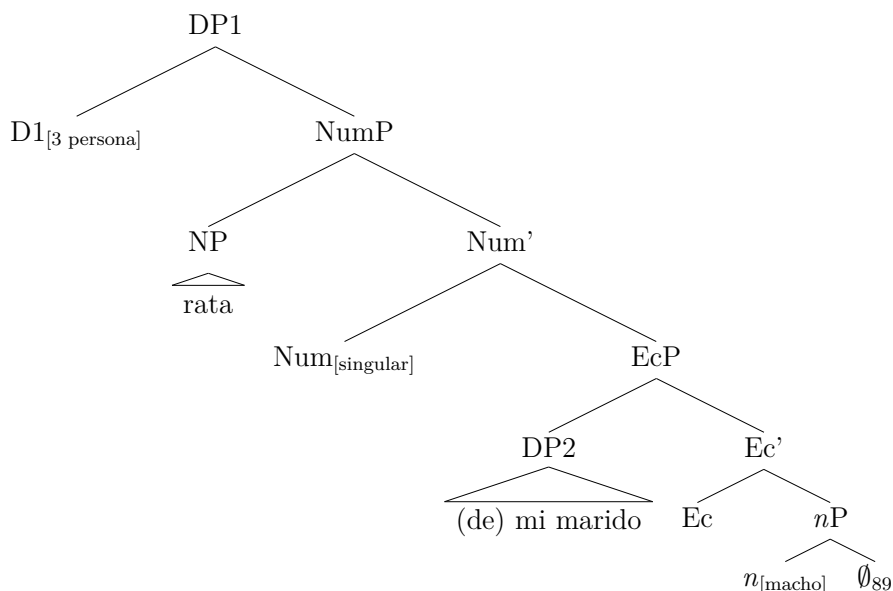 DP1
D1[3 persona] NumP
NP Num'
rata
Num[singular] EcP
DP2 Ec'
(de) mi marido Ec nP
n[macho] ∅89